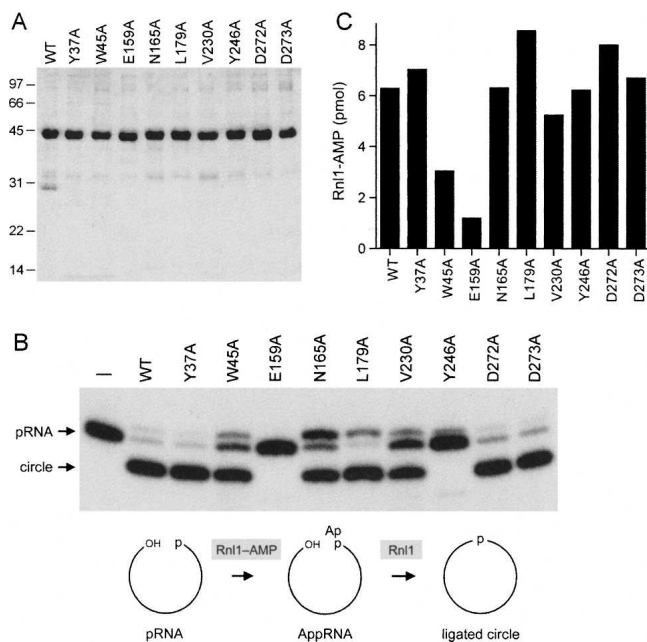 A
WT Y37A W45A E159A N165A L179A V230A Y246A D272A D273A
97
66
45
31
22
14
C
Rnl1-AMP (pmol)
8
6
4
2
0
WT Y37A W45A E159A N165A L179A V230A Y246A D272A D273A
B
– WT Y37A W45A E159A N165A L179A V230A Y246A D272A D273A
pRNA
circle
OH p
Rnl1–AMP
Ap
OH p
Rnl1
p
pRNA AppRNA ligated circle